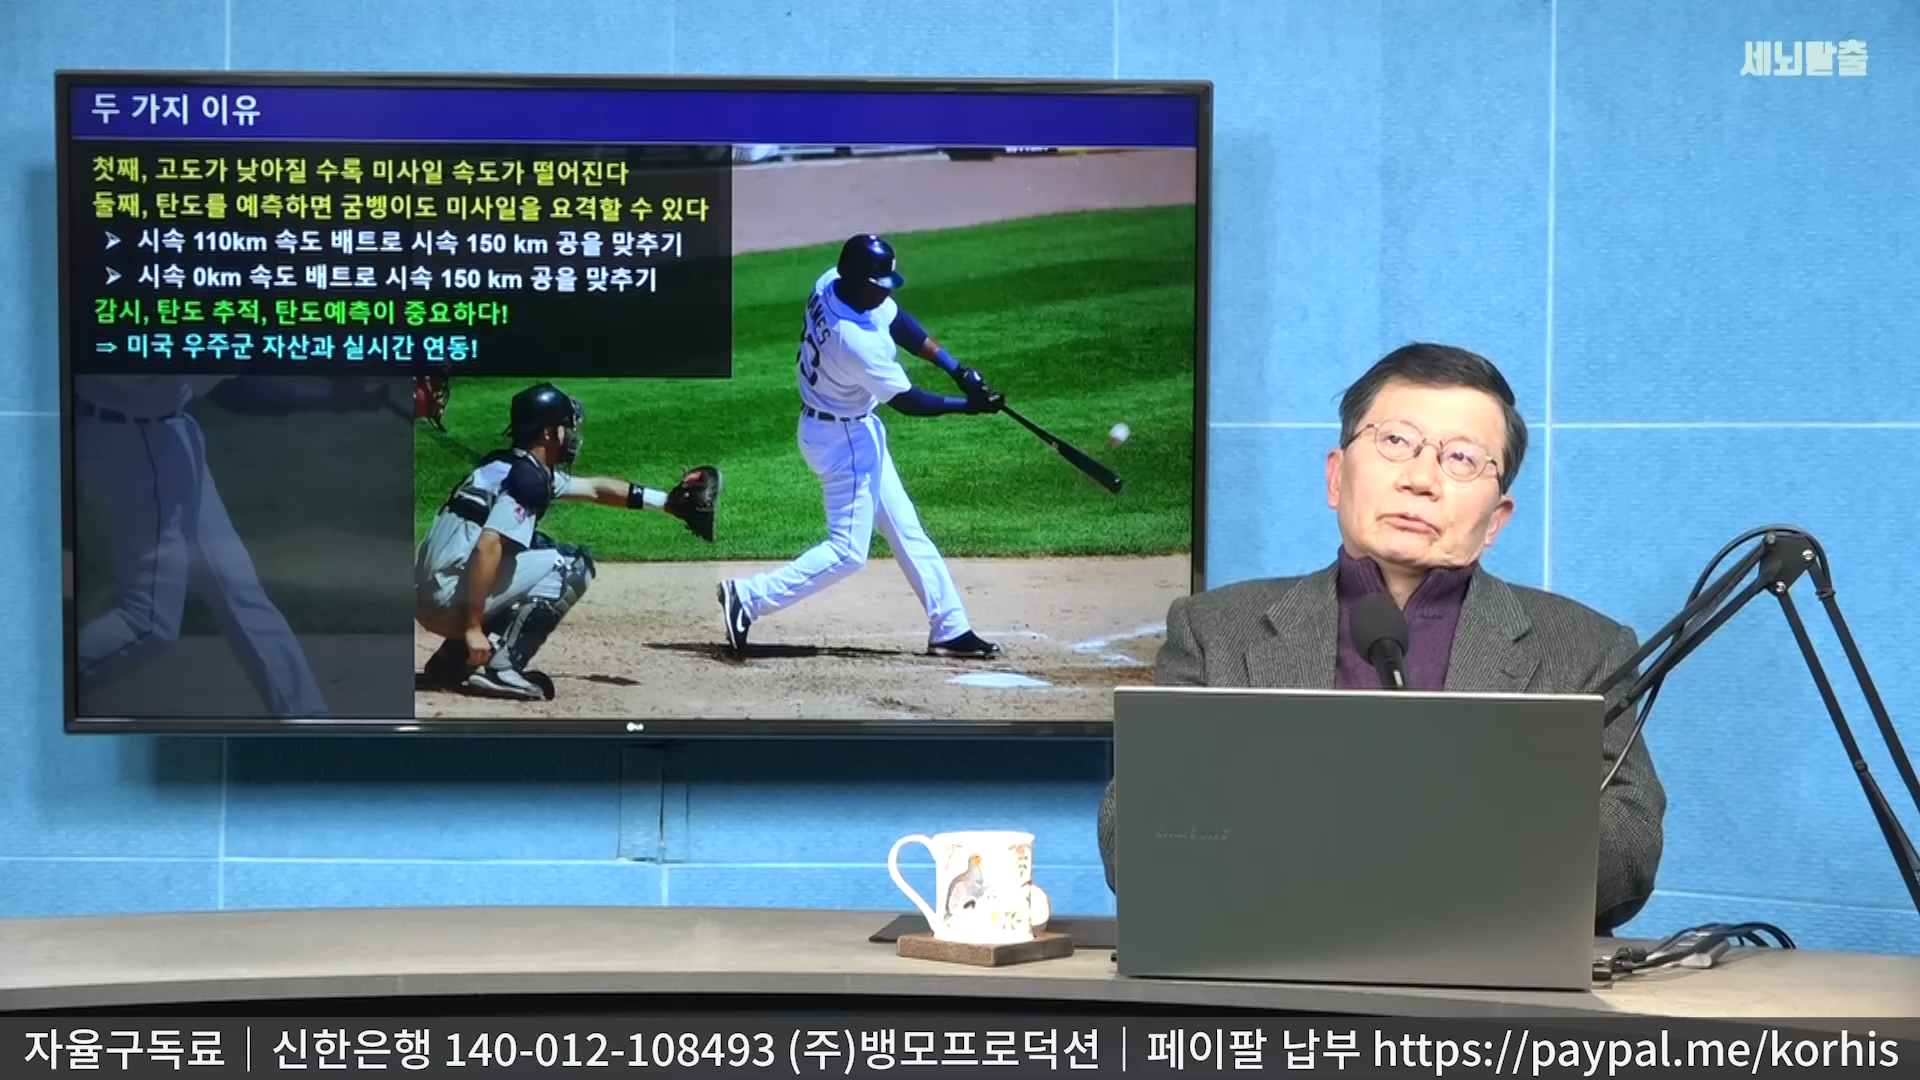 세뇌탈출
두 가지 이유
첫째, 고도가 낮아질 수록 미사일 속도가 떨어진다
둘째, 탄도를 예측하면 굼벵이도 미사일을 요격할 수 있다
➢ 시속 110km 속도 배트로 시속 150 km 공을 맞추기
➢ 시속 0km 속도 배트로 시속 150 km 공을 맞추기
감시, 탄도 추적, 탄도예측이 중요하다!
⇒ 미국 우주군 자산과 실시간 연동!
LG
SAMSUNG
자율구독료 | 신한은행 140-012-108493 (주)뱅모프로덕션 | 페이팔 납부 https://paypal.me/korhis